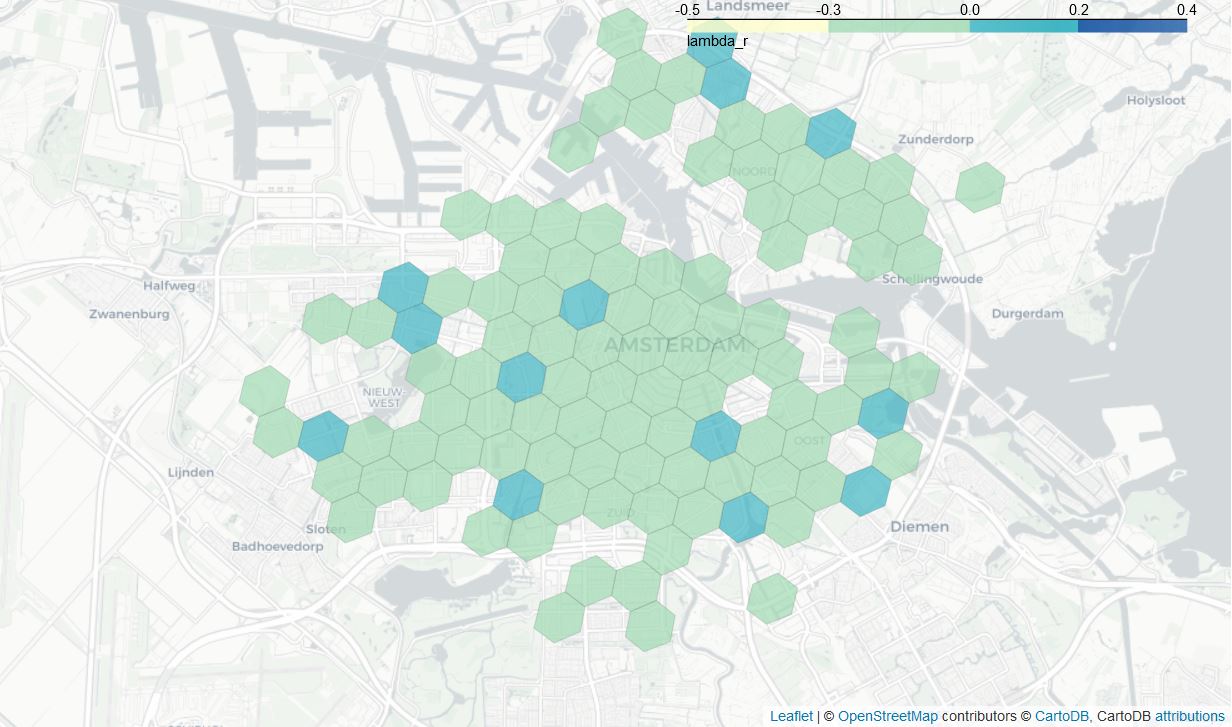 Landsmeer
-0.5 -0.3 0.0 0.2 0.4
lambda_r
Holysloot
Zunderdorp
NOORD
Schellingwoude
Halfweg
Zwanenburg
Durgerdam
AMSTERDAM
NIEUW-
WEST
OOST
Lijnden
ZUID
Sloten
Diemen
Badhoevedorp
Leaflet | © OpenStreetMap contributors © CartoDB, CartoDB attributions